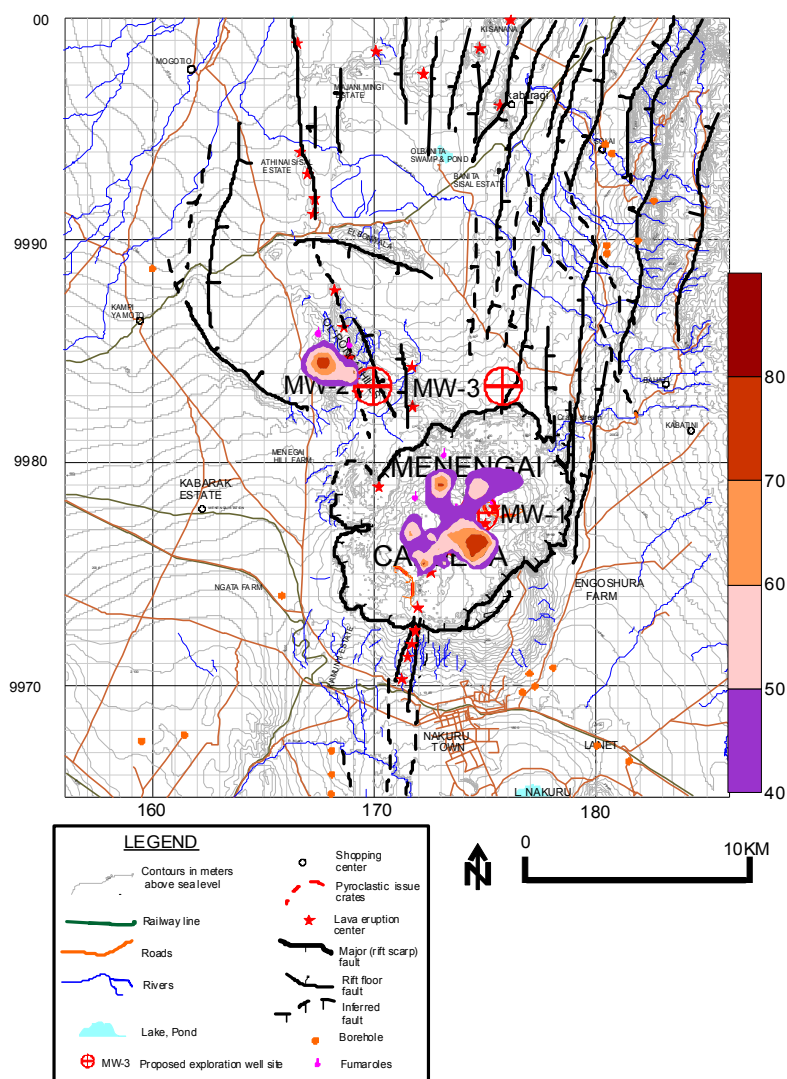 00
KISANANA
MOGOTIO
MAJANI MINGI
ESTATE
Kabaragi
OLBANITA
SWAMP & POND
ATHINAI SISAL
ESTATE
BANITA
SISAL ESTATE
9990
KAMPI
YA MOTO
80
MW-2
MW-3
KABATINI
MENEGAI
HILL FARM
9980
MENENGAI
70
KABARAK
ESTATE
MW-1
60
NGATA FARM
ENGOSHURA
FARM
50
9970
NAKURU
TOWN
LANET
L. NAKURU
40
160
170
180
LEGEND
Contours in meters
above sea level
Railway line
Roads
Rivers
Lake, Pond
MW-3 Proposed exploration well site
Shopping
center
Pyroclastic issue
crates
Lava eruption
center
Major (rift scarp)
fault
Rift floor
fault
Inferred
fault
Borehole
Fumaroles
N
0
10KM